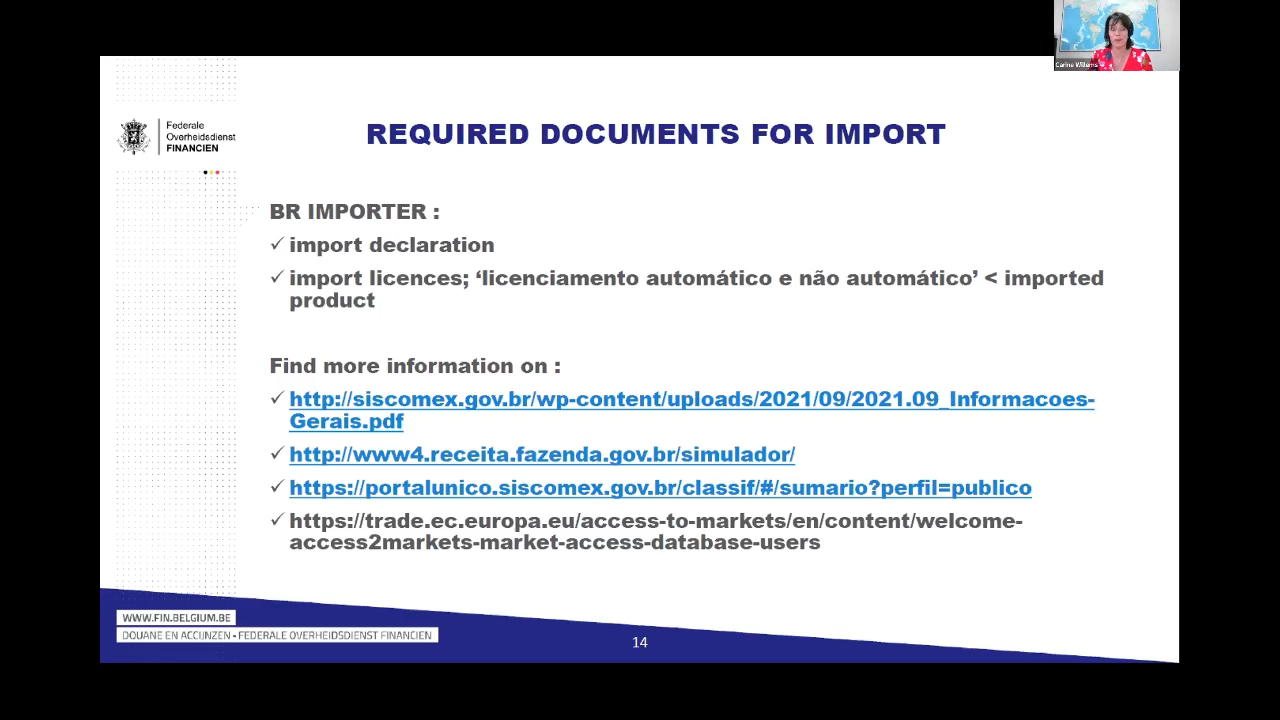 Carine Willems
Federale
Overheidsdienst
FINANCIEN
REQUIRED DOCUMENTS FOR IMPORT
BR IMPORTER :
✓ import declaration
✓ import licences; ‘licenciamento automático e não automático’ < imported
product
Find more information on :
✓ http://siscomex.gov.br/wp-content/uploads/2021/09/2021.09_Informacoes-
Gerais.pdf
✓ http://www4.receita.fazenda.gov.br/simulador/
✓ https://portalunico.siscomex.gov.br/classif/#/sumario?perfil=publico
✓ https://trade.ec.europa.eu/access-to-markets/en/content/welcome-
access2markets-market-access-database-users
WWW.FIN.BELGIUM.BE
DOUANE EN ACCIJNZEN • FEDERALE OVERHEIDSDIENST FINANCIEN
14